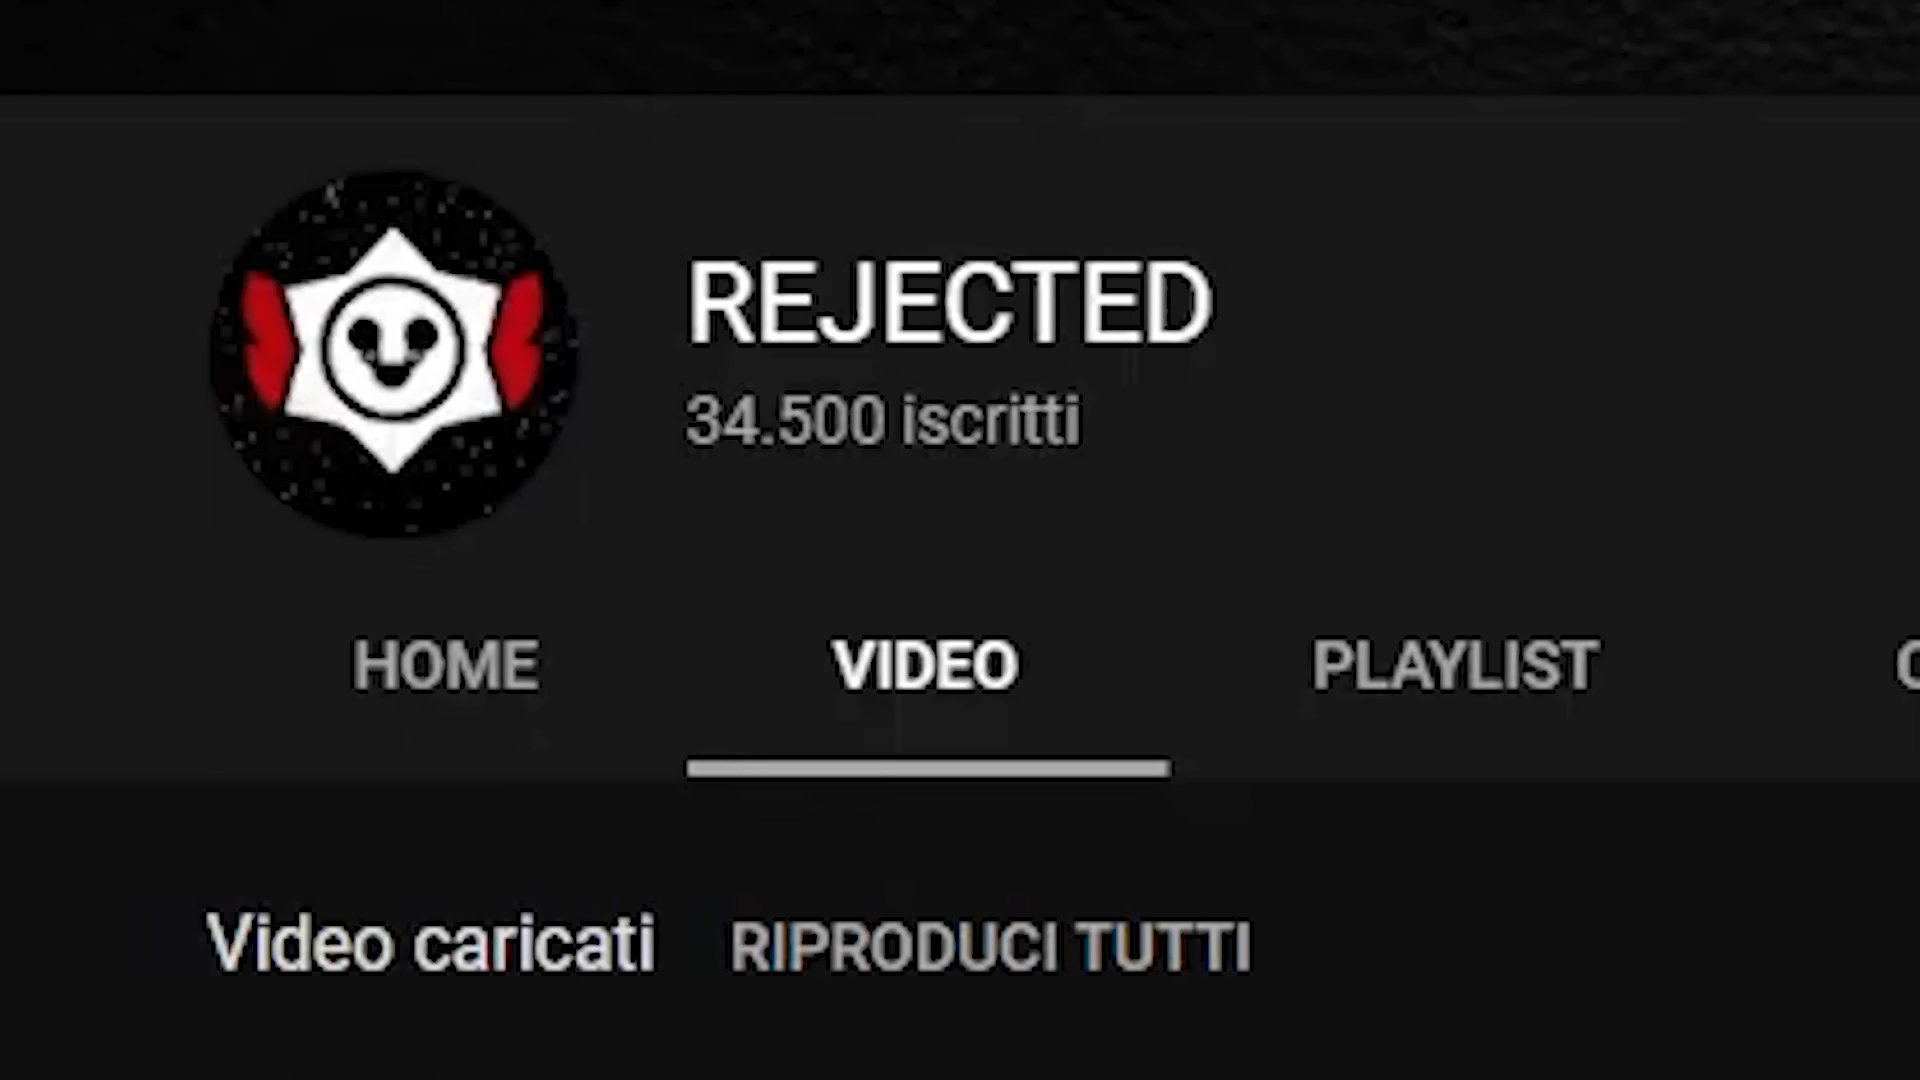 REJECTED
34.500 iscritti
HOME VIDEO PLAYLIST
Video caricati RIPRODUCI TUTTI